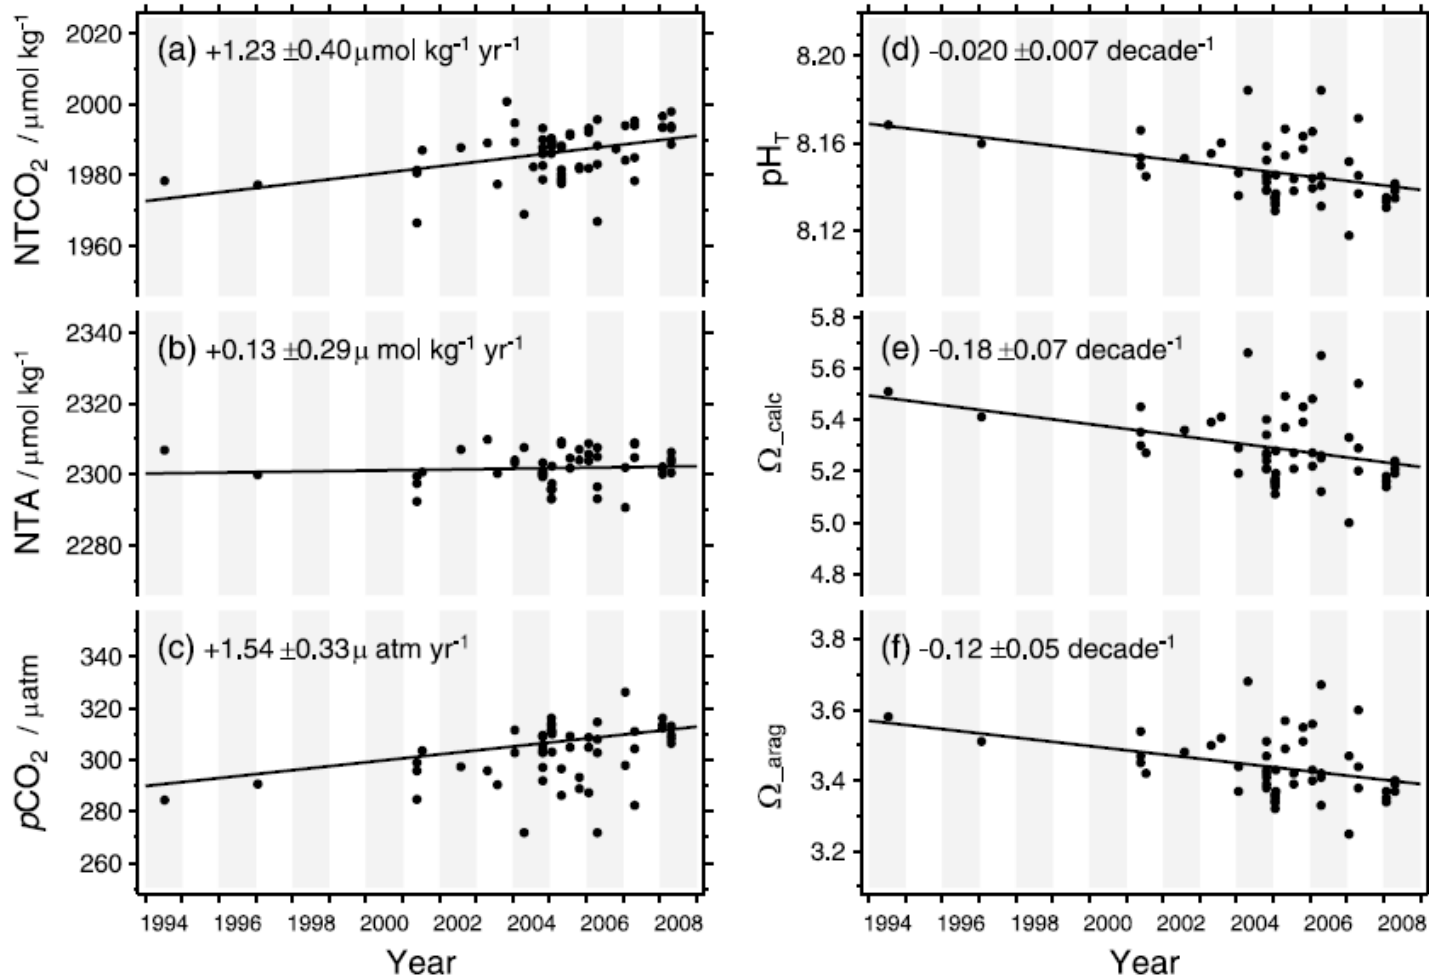 (a) +1.23 ±0.40 μmol kg⁻¹ yr⁻¹
NTCO₂ / μmol kg⁻¹
2020
2000
1980
1960
(b) +0.13 ±0.29 μ mol kg⁻¹ yr⁻¹
NTA / μmol kg⁻¹
2340
2320
2300
2280
(c) +1.54 ±0.33 μ atm yr⁻¹
pCO₂ / μatm
340
320
300
280
260
1994 1996 1998 2000 2002 2004 2006 2008
Year
(d) -0.020 ±0.007 decade⁻¹
pH_T
8.20
8.16
8.12
(e) -0.18 ±0.07 decade⁻¹
Ω_calc
5.8
5.6
5.4
5.2
5.0
4.8
(f) -0.12 ±0.05 decade⁻¹
Ω_arag
3.8
3.6
3.4
3.2
1994 1996 1998 2000 2002 2004 2006 2008
Year